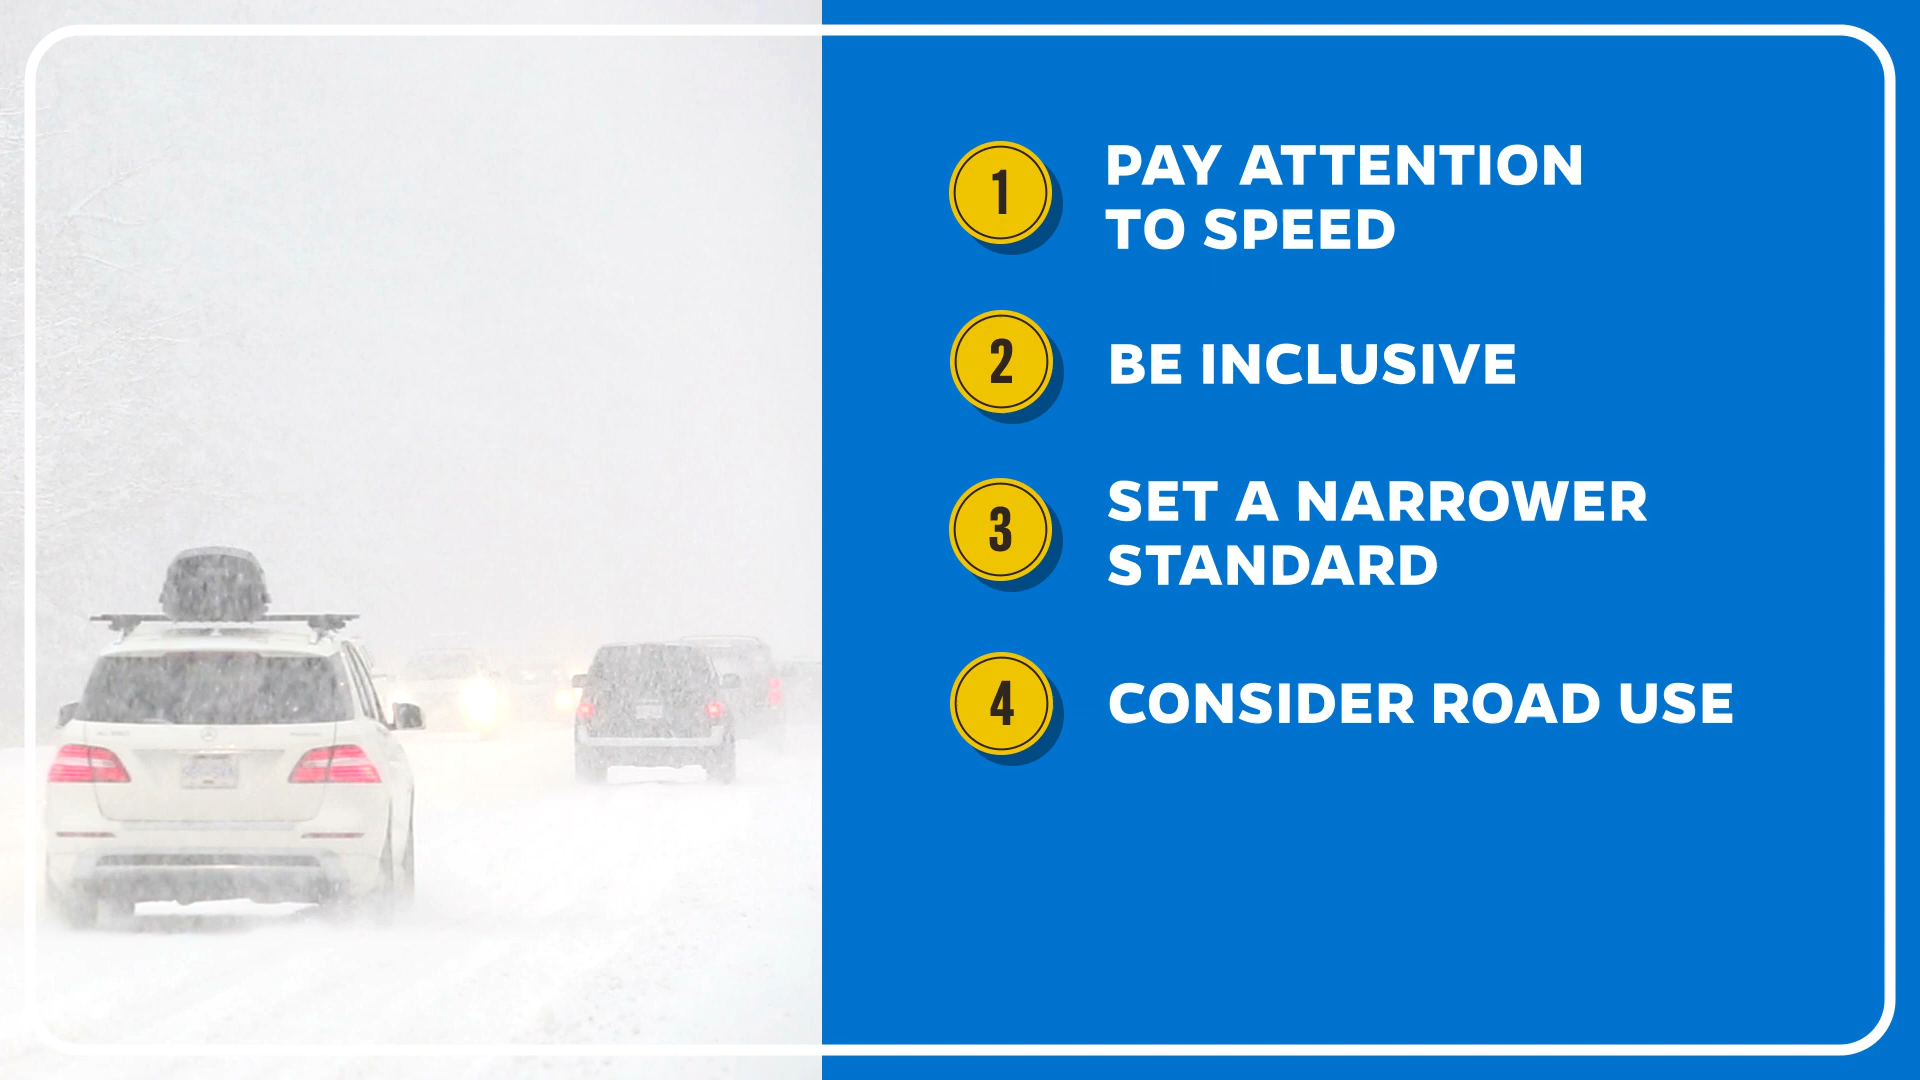 1
PAY ATTENTION
TO SPEED
2
BE INCLUSIVE
3
SET A NARROWER
STANDARD
4
CONSIDER ROAD USE